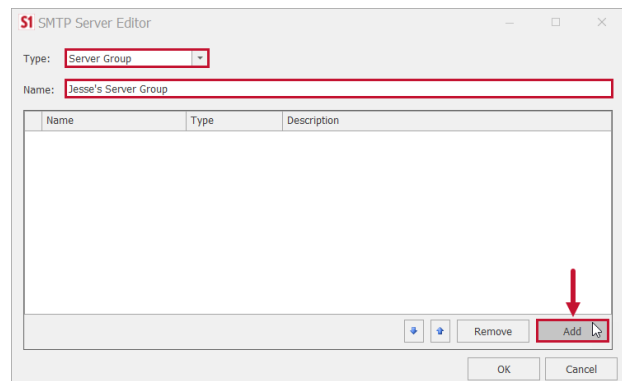 S1 SMTP Server Editor
Type: Server Group
Name: Jesse's Server Group
Name Type Description
Remove Add
OK Cancel